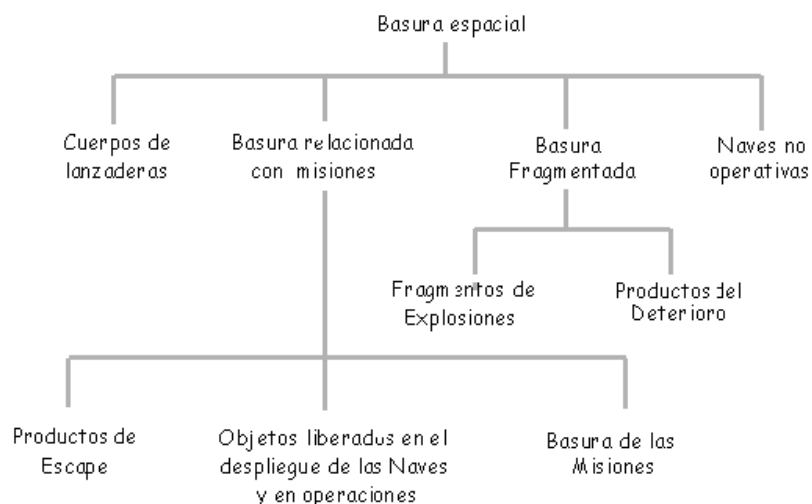 Basura espacial
Cuerpos de
lanzaderas
Basura relacionada
con misiones
Basura
Fragmentada
Naves no
operativas
Fragmentos de
Explosiones
Productos del
Deterioro
Productos de
Escape
Objetos liberados en el
despliegue de las Naves
y en operaciones
Basura de las
Misiones